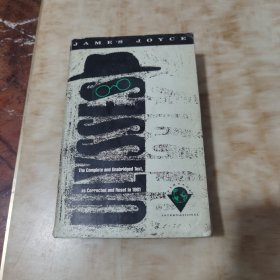 JAMES JOYCE
ULYSSES
The Complete and Unabridged Text,
as Corrected and Reset in 1961
INTERNATIONAL